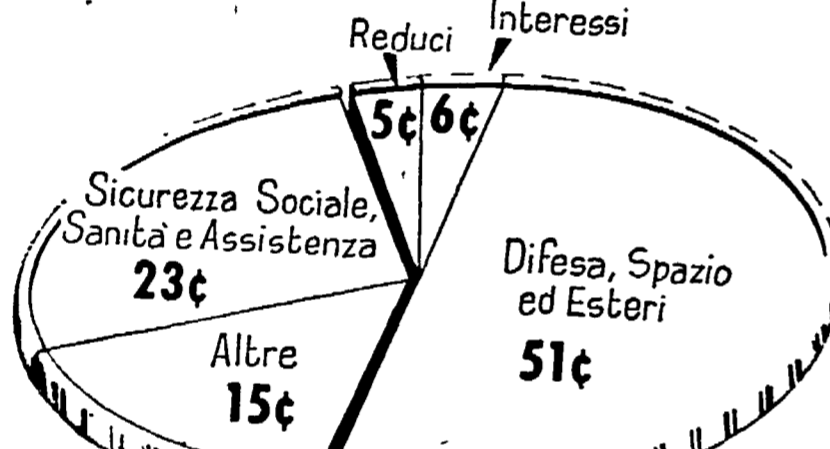 Interessi
Reduci
5¢
6¢
Sicurezza Sociale,
Sanità e Assistenza
23¢
Difesa, Spazio
ed Esteri
51¢
Altre
15¢